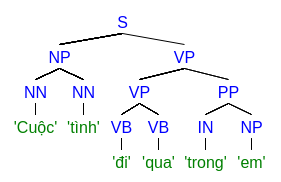 S
NP VP
NN NN VP PP
'Cuộc' 'tình' VB VB IN NP
'đi' 'qua' 'trong' 'em'